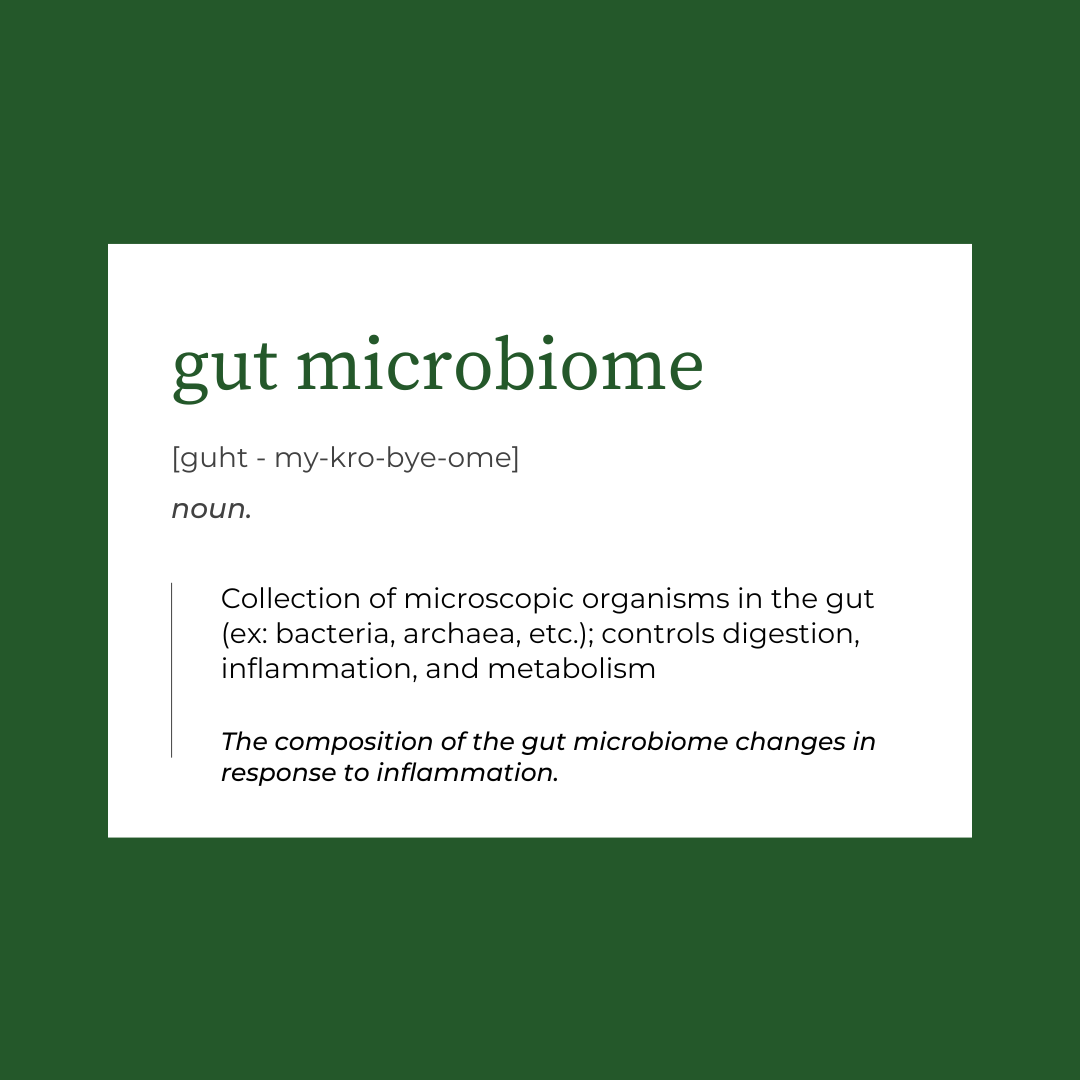 gut microbiome
[guht - my-kro-bye-ome]
noun.
Collection of microscopic organisms in the gut
(ex: bacteria, archaea, etc.); controls digestion,
inflammation, and metabolism
The composition of the gut microbiome changes in
response to inflammation.